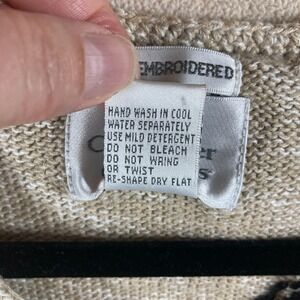 EMBROIDERED
HAND WASH IN COOL
WATER SEPARATELY
USE MILD DETERGENT
DO NOT BLEACH
DO NOT WRING
OR TWIST
RE-SHAPE DRY FLAT